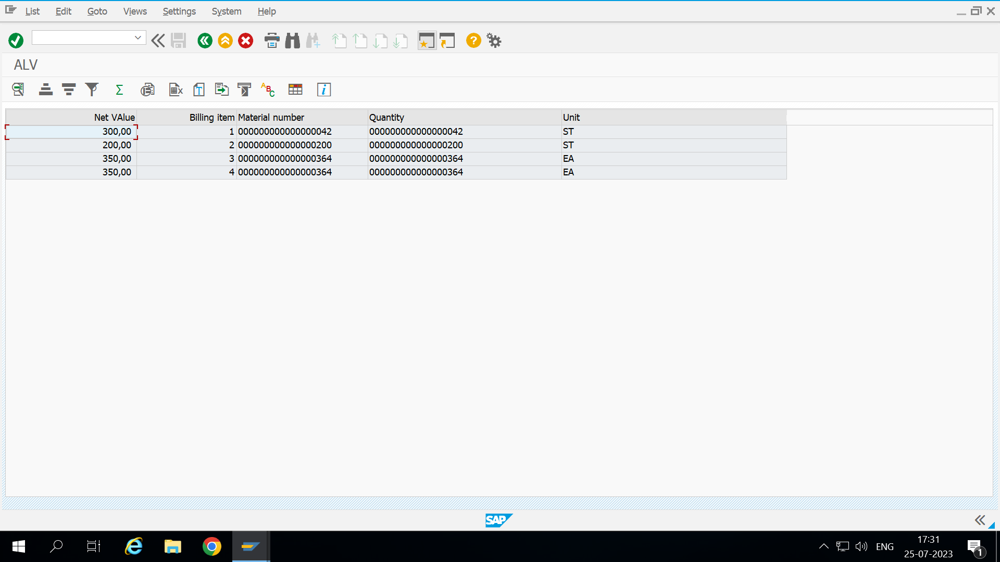 List Edit Goto Views Settings System Help
ALV
Net VAlue Billing item Material number Quantity Unit
300,00 1 000000000000000042 000000000000000042 ST
200,00 2 000000000000000200 000000000000000200 ST
350,00 3 000000000000000364 000000000000000364 EA
350,00 4 000000000000000364 000000000000000364 EA
SAP
ENG
17:31
25-07-2023
1